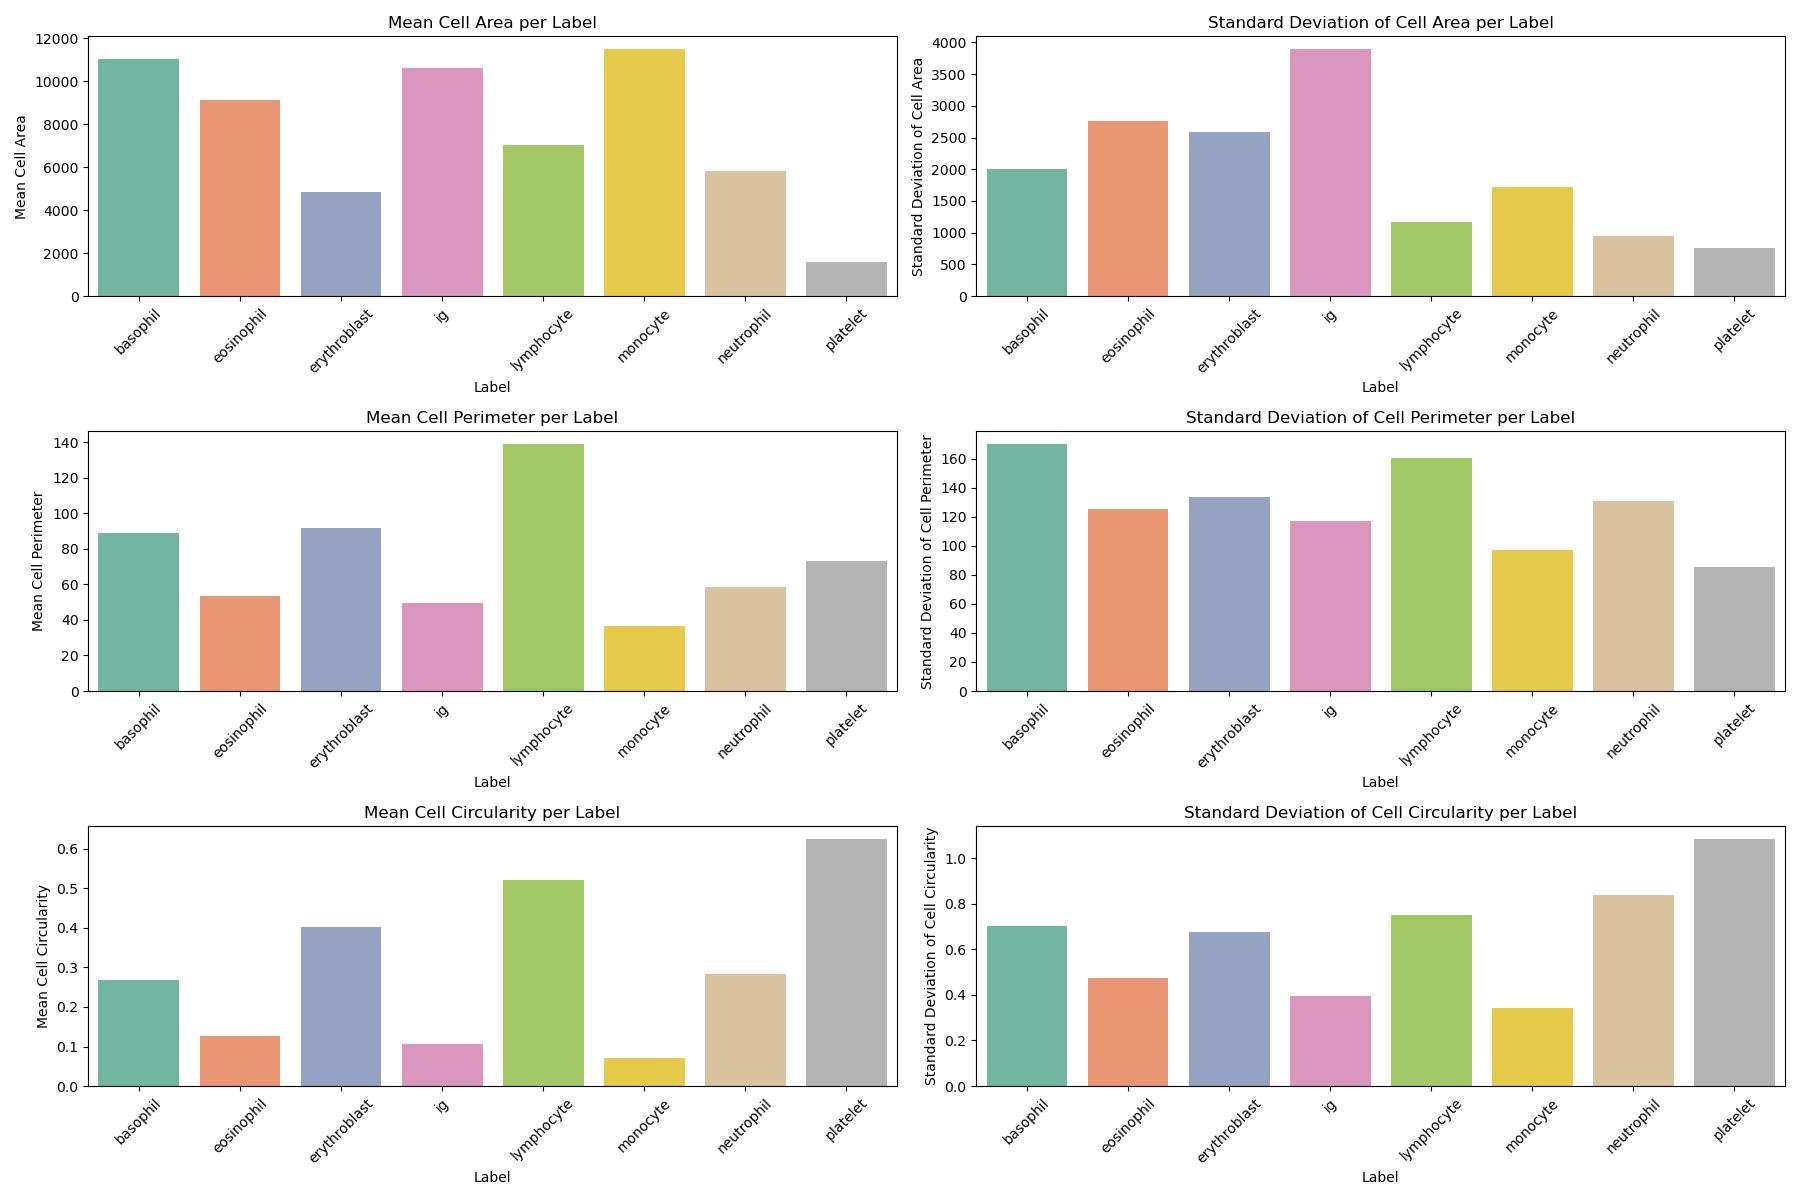 Mean Cell Area per Label
Mean Cell Area
12000
10000
8000
6000
4000
2000
0
basophil
eosinophil
erythroblast
ig
lymphocyte
monocyte
neutrophil
platelet
Label
Standard Deviation of Cell Area per Label
Standard Deviation of Cell Area
4000
3500
3000
2500
2000
1500
1000
500
0
basophil
eosinophil
erythroblast
ig
lymphocyte
monocyte
neutrophil
platelet
Label
Mean Cell Perimeter per Label
Mean Cell Perimeter
140
120
100
80
60
40
20
0
basophil
eosinophil
erythroblast
ig
lymphocyte
monocyte
neutrophil
platelet
Label
Standard Deviation of Cell Perimeter per Label
Standard Deviation of Cell Perimeter
160
140
120
100
80
60
40
20
0
basophil
eosinophil
erythroblast
ig
lymphocyte
monocyte
neutrophil
platelet
Label
Mean Cell Circularity per Label
Mean Cell Circularity
0.6
0.5
0.4
0.3
0.2
0.1
0.0
basophil
eosinophil
erythroblast
ig
lymphocyte
monocyte
neutrophil
platelet
Label
Standard Deviation of Cell Circularity per Label
Standard Deviation of Cell Circularity
1.0
0.8
0.6
0.4
0.2
0.0
basophil
eosinophil
erythroblast
ig
lymphocyte
monocyte
neutrophil
platelet
Label